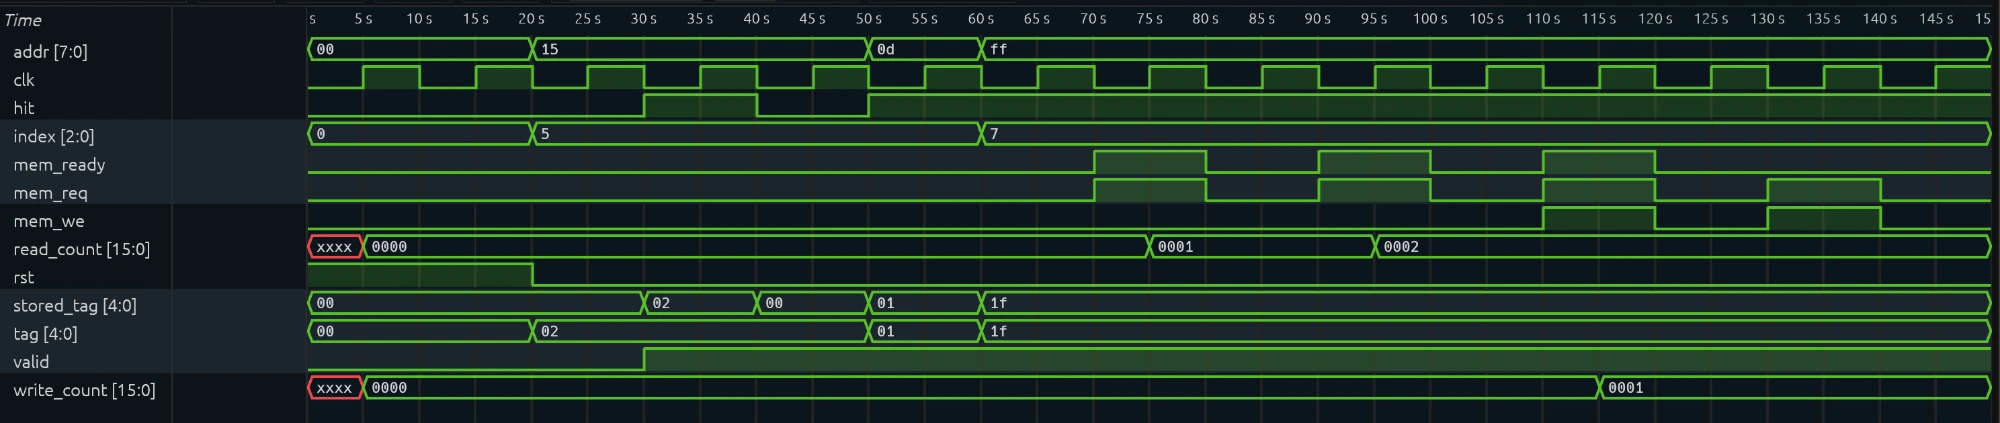 Time s 5 s 10 s 15 s 20 s 25 s 30 s 35 s 40 s 45 s 50 s 55 s 60 s 65 s 70 s 75 s 80 s 85 s 90 s 95 s 100 s 105 s 110 s 115 s 120 s 125 s 130 s 135 s 140 s 145 s 15
addr [7:0] 00 15 0d ff
clk
hit
index [2:0] 0 5 7
mem_ready
mem_req
mem_we
read_count [15:0] xxxx 0000 0001 0002
rst
stored_tag [4:0] 00 02 00 01 1f
tag [4:0] 00 02 01 1f
valid
write_count [15:0] xxxx 0000 0001